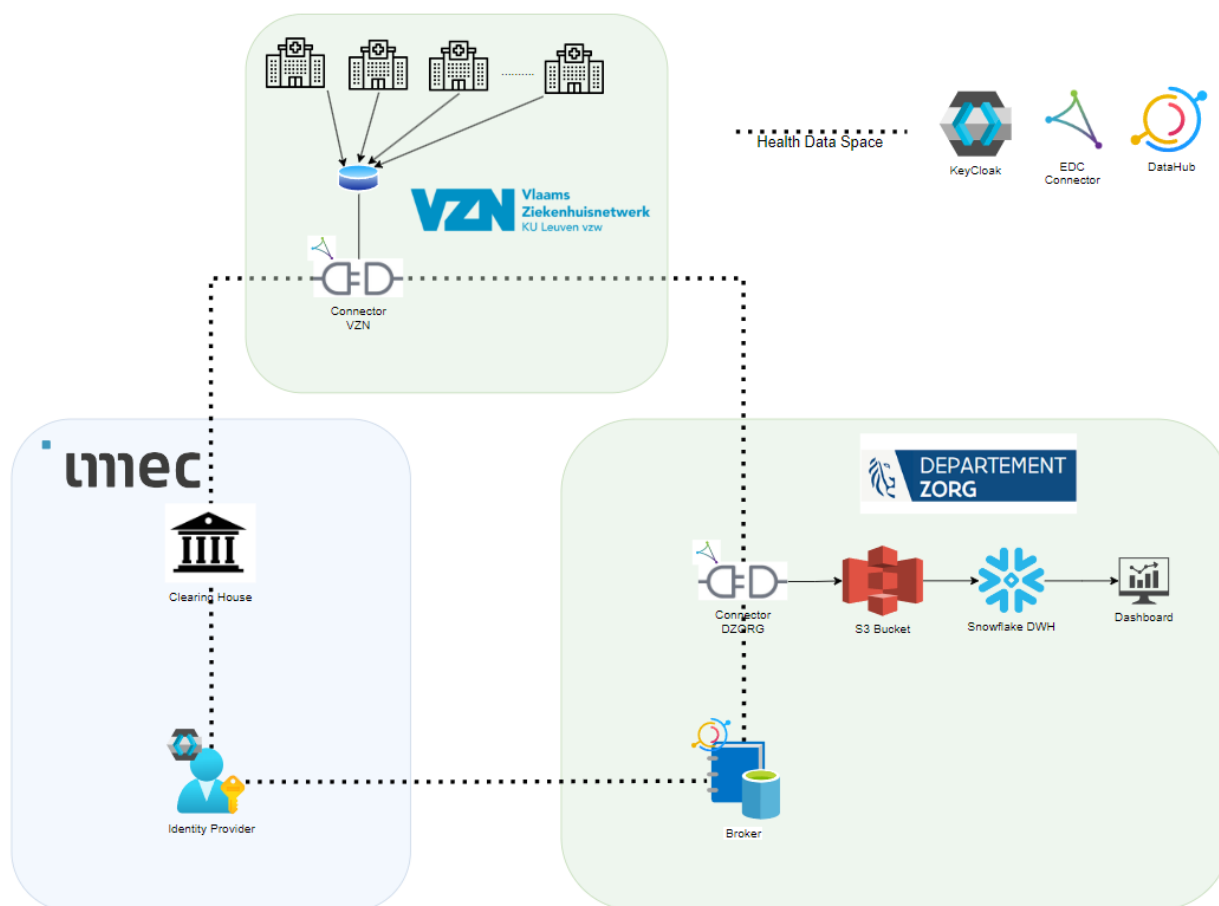 ..........
Health Data Space
KeyCloak
EDC
Connector
DataHub
VZN
Vlaams
Ziekenhuisnetwerk
KU Leuven vzw
Connector
VZN
imec
Clearing House
Identity Provider
DEPARTEMENT
ZORG
Connector
DZORG
S3 Bucket
Snowflake DWH
Dashboard
Broker